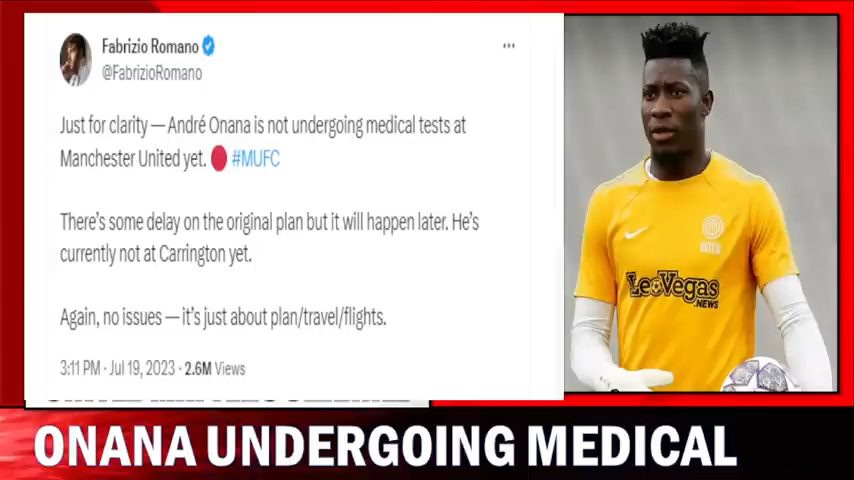 Fabrizio Romano
@FabrizioRomano
Just for clarity — André Onana is not undergoing medical tests at
Manchester United yet. 🔴 #MUFC
There's some delay on the original plan but it will happen later. He's
currently not at Carrington yet.
Again, no issues — it's just about plan/travel/flights.
3:11 PM · Jul 19, 2023 · 2.6M Views
INTER
LeoVegas
.NEWS
ONANA UNDERGOING MEDICAL